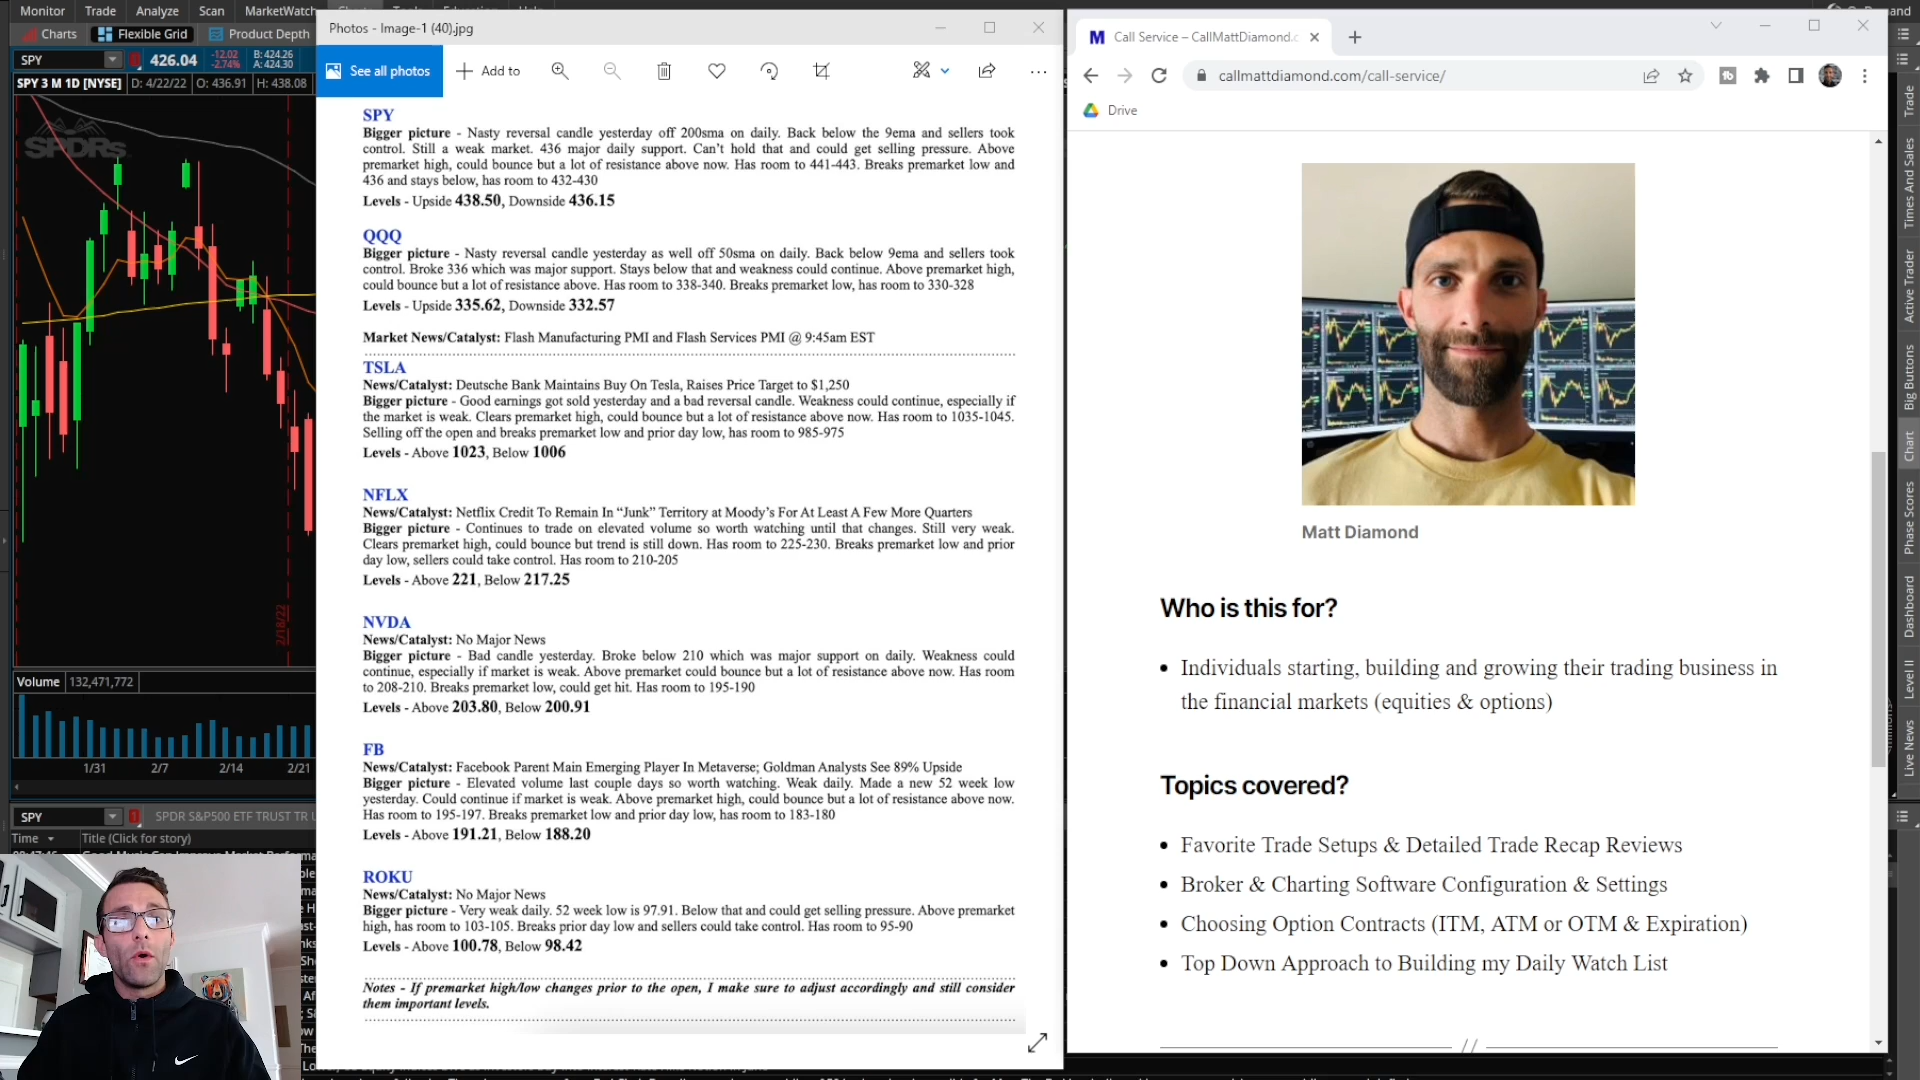 Monitor Trade Analyze Scan MarketWatch
Charts Flexible Grid Product Depth
SPY 426.04 -12.02 B: 424.26
-2.74% A: 424.30
SPY 3 M 1D [NYSE] D: 4/22/22 O: 436.91 H: 438.08
SPDRs
2/18/22
Volume 132,471,772
1/31 2/7 2/14 2/21
SPY 1 SPDR S&P500 ETF TRUST TR U
Time Title (Click for story)
Photos - Image-1 (40).jpg
See all photos Add to
SPY
Bigger picture - Nasty reversal candle yesterday off 200sma on daily. Back below the 9ema and sellers took
control. Still a weak market. 436 major daily support. Can't hold that and could get selling pressure. Above
premarket high, could bounce but a lot of resistance above now. Has room to 441-443. Breaks premarket low and
436 and stays below, has room to 432-430
Levels - Upside 438.50, Downside 436.15
QQQ
Bigger picture - Nasty reversal candle yesterday as well off 50sma on daily. Back below 9ema and sellers took
control. Broke 336 which was major support. Stays below that and weakness could continue. Above premarket high,
could bounce but a lot of resistance above. Has room to 338-340. Breaks premarket low, has room to 330-328
Levels - Upside 335.62, Downside 332.57
Market News/Catalyst: Flash Manufacturing PMI and Flash Services PMI @ 9:45am EST
TSLA
News/Catalyst: Deutsche Bank Maintains Buy On Tesla, Raises Price Target to $1,250
Bigger picture - Good earnings got sold yesterday and a bad reversal candle. Weakness could continue, especially if
the market is weak. Clears premarket high, could bounce but a lot of resistance above now. Has room to 1035-1045.
Selling off the open and breaks premarket low and prior day low, has room to 985-975
Levels - Above 1023, Below 1006
NFLX
News/Catalyst: Netflix Credit To Remain In “Junk” Territory at Moody’s For At Least A Few More Quarters
Bigger picture - Continues to trade on elevated volume so worth watching until that changes. Still very weak.
Clears premarket high, could bounce but trend is still down. Has room to 225-230. Breaks premarket low and prior
day low, sellers could take control. Has room to 210-205
Levels - Above 221, Below 217.25
NVDA
News/Catalyst: No Major News
Bigger picture - Bad candle yesterday. Broke below 210 which was major support on daily. Weakness could
continue, especially if market is weak. Above premarket could bounce but a lot of resistance above now. Has room
to 208-210. Breaks premarket low, could get hit. Has room to 195-190
Levels - Above 203.80, Below 200.91
FB
News/Catalyst: Facebook Parent Main Emerging Player In Metaverse; Goldman Analysts See 89% Upside
Bigger picture - Elevated volume last couple days so worth watching. Weak daily. Made a new 52 week low
yesterday. Could continue if market is weak. Above premarket high, could bounce but a lot of resistance above now.
Has room to 195-197. Breaks premarket low and prior day low, has room to 183-180
Levels - Above 191.21, Below 188.20
ROKU
News/Catalyst: No Major News
Bigger picture - Very weak daily. 52 week low is 97.91. Below that and could get selling pressure. Above premarket
high, has room to 103-105. Breaks prior day low and sellers could take control. Has room to 95-90
Levels - Above 100.78, Below 98.42
Notes - If premarket high/low changes prior to the open, I make sure to adjust accordingly and still consider
them important levels.
M Call Service – CallMattDiamond.c
callmattdiamond.com/call-service/
Drive
Matt Diamond
Who is this for?
• Individuals starting, building and growing their trading business in
the financial markets (equities & options)
Topics covered?
• Favorite Trade Setups & Detailed Trade Recap Reviews
• Broker & Charting Software Configuration & Settings
• Choosing Option Contracts (ITM, ATM or OTM & Expiration)
• Top Down Approach to Building my Daily Watch List
//
Trade
Times And Sales
Active Trader
Big Buttons
Chart
Phase Scores
Dashboard
Level II
Live News